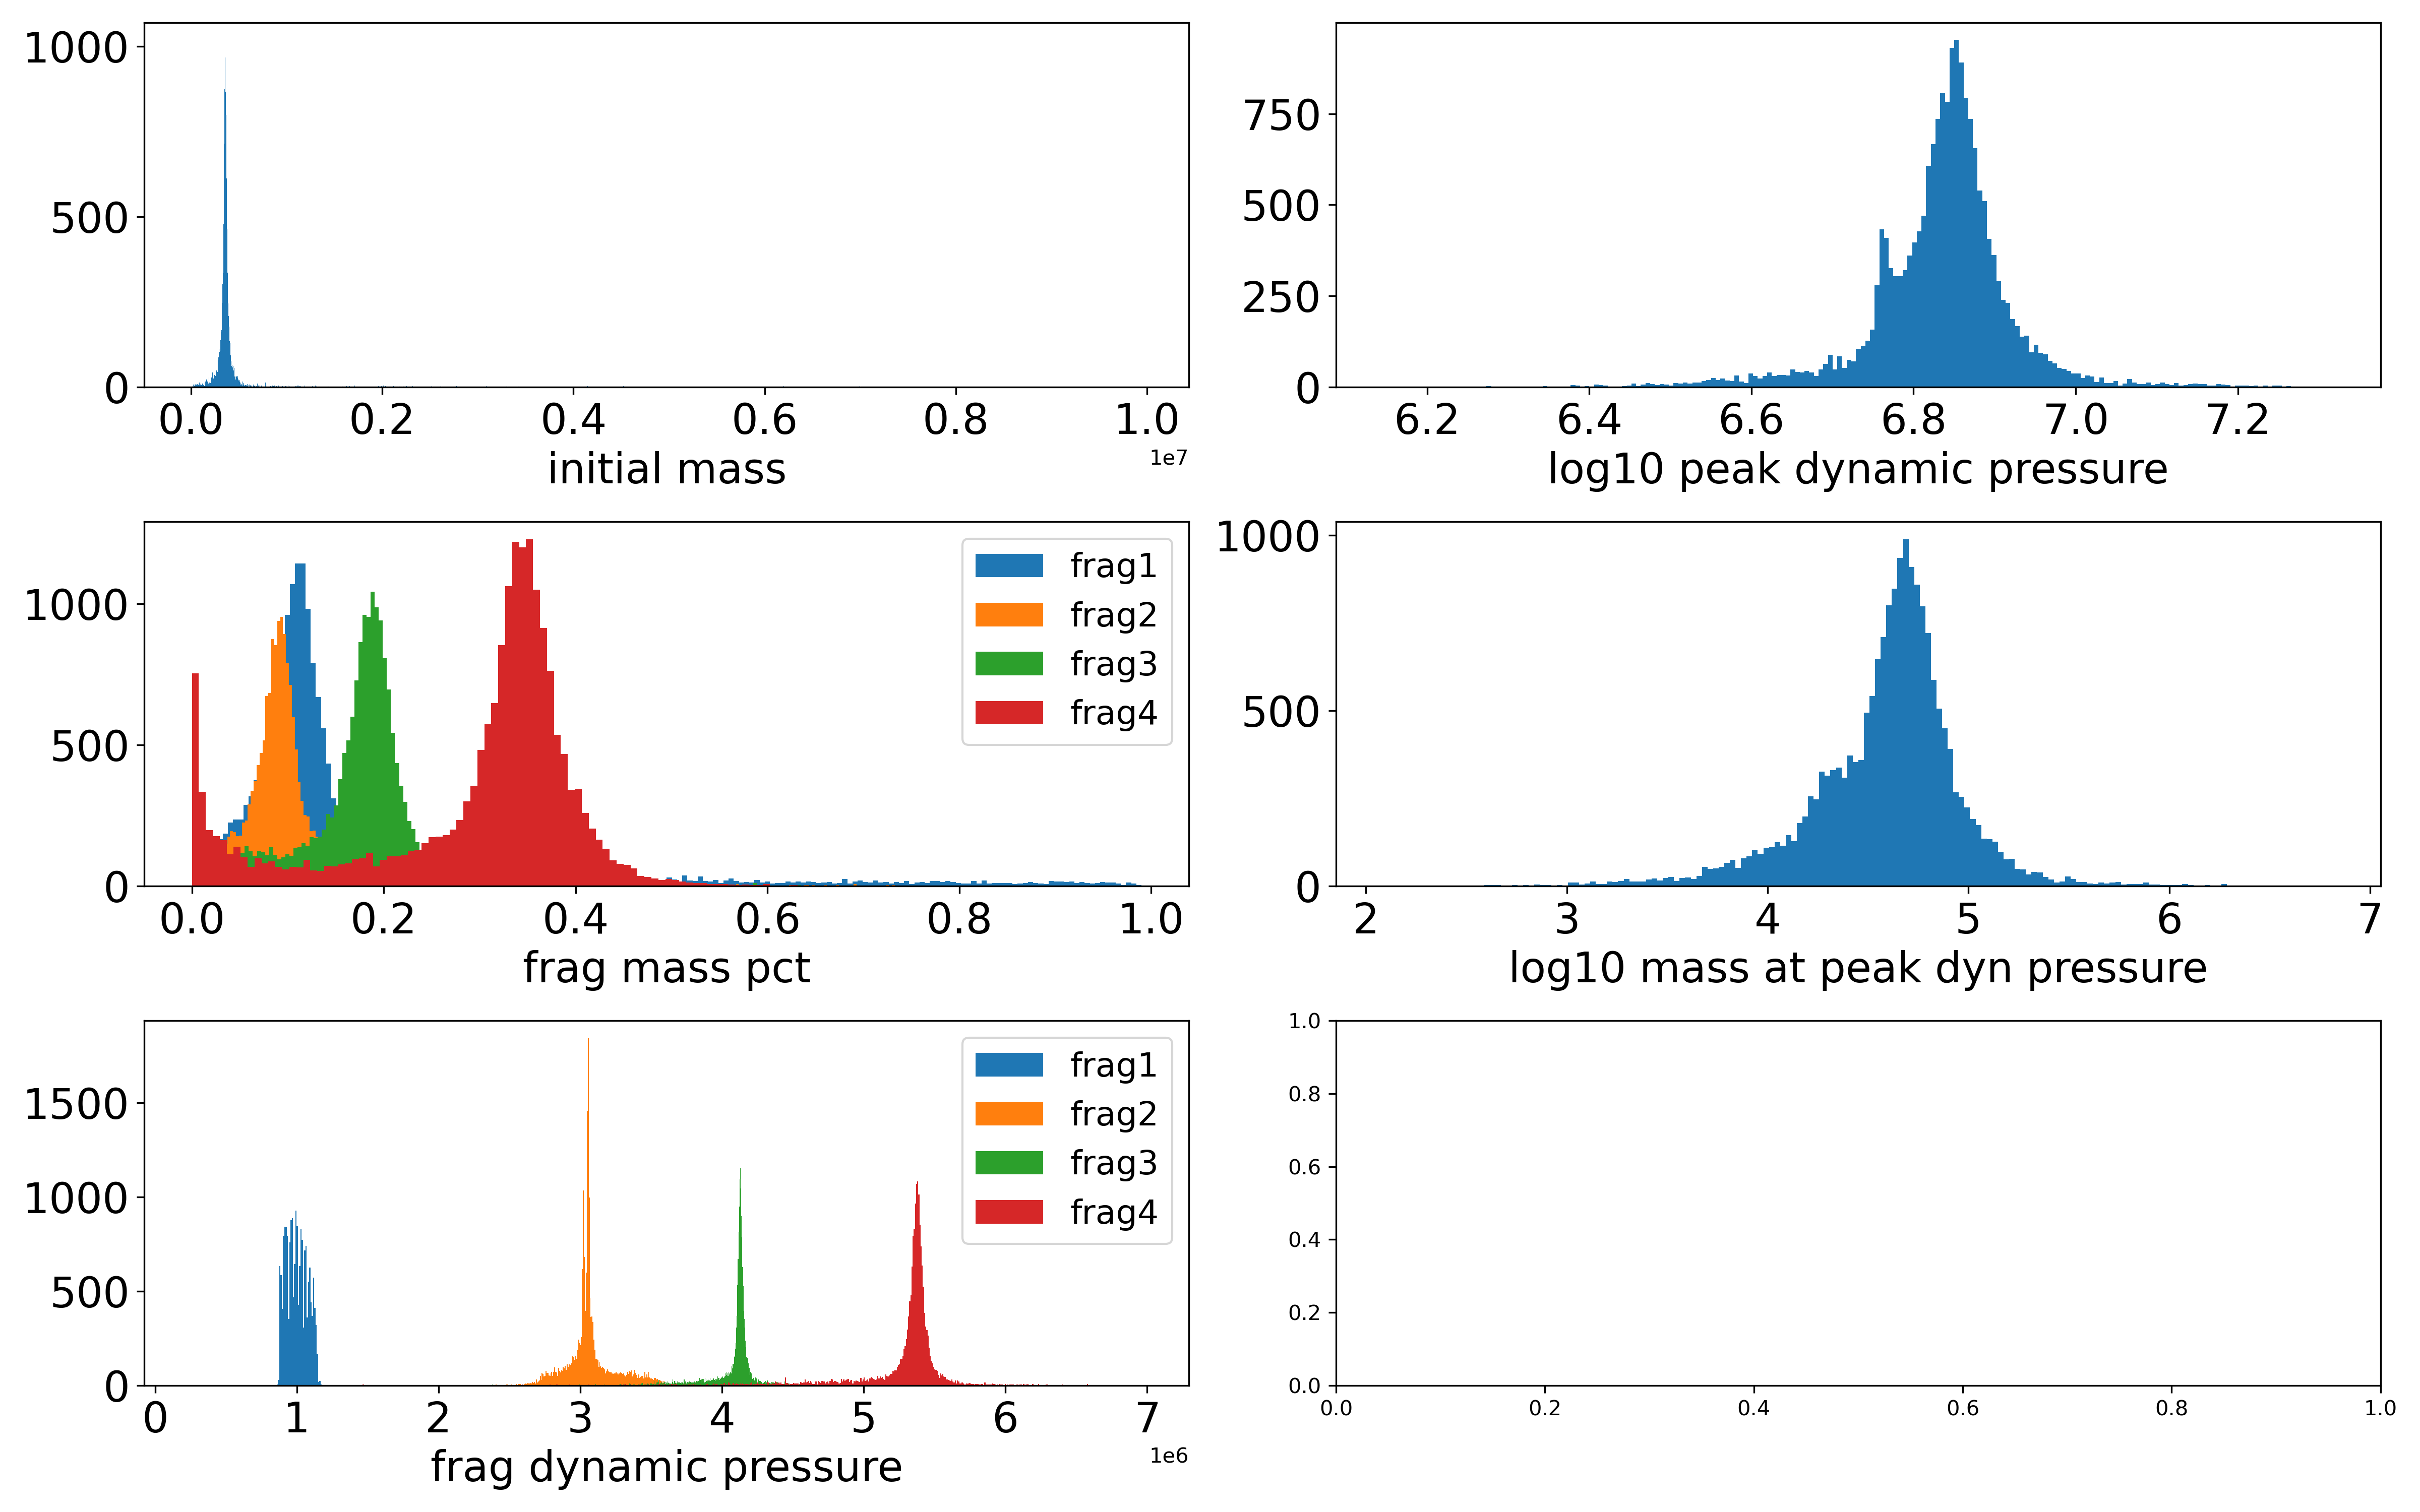 1000
500
0
0.0 0.2 0.4 0.6 0.8 1.0
1e7
initial mass
750
500
250
0
6.2 6.4 6.6 6.8 7.0 7.2
log10 peak dynamic pressure
1000
500
0
frag1
frag2
frag3
frag4
0.0 0.2 0.4 0.6 0.8 1.0
frag mass pct
1000
500
0
2 3 4 5 6 7
log10 mass at peak dyn pressure
1500
1000
500
0
frag1
frag2
frag3
frag4
0 1 2 3 4 5 6 7
1e6
frag dynamic pressure
1.0
0.8
0.6
0.4
0.2
0.0
0.0 0.2 0.4 0.6 0.8 1.0